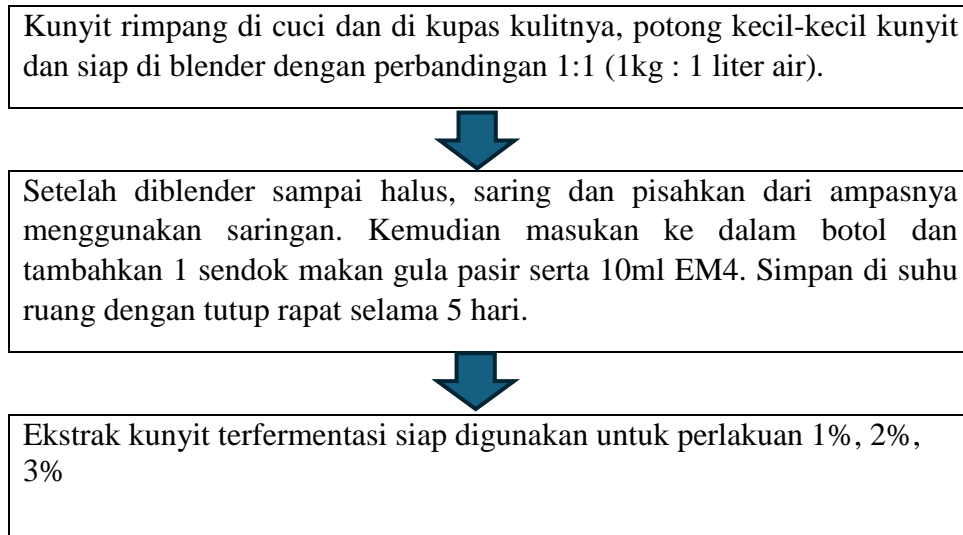 Kunyit rimpang di cuci dan di kupas kulitnya, potong kecil-kecil kunyit
dan siap di blender dengan perbandingan 1:1 (1kg : 1 liter air).
Setelah diblender sampai halus, saring dan pisahkan dari ampasnya
menggunakan saringan. Kemudian masukan ke dalam botol dan
tambahkan 1 sendok makan gula pasir serta 10ml EM4. Simpan di suhu
ruang dengan tutup rapat selama 5 hari.
Ekstrak kunyit terfermentasi siap digunakan untuk perlakuan 1%, 2%,
3%